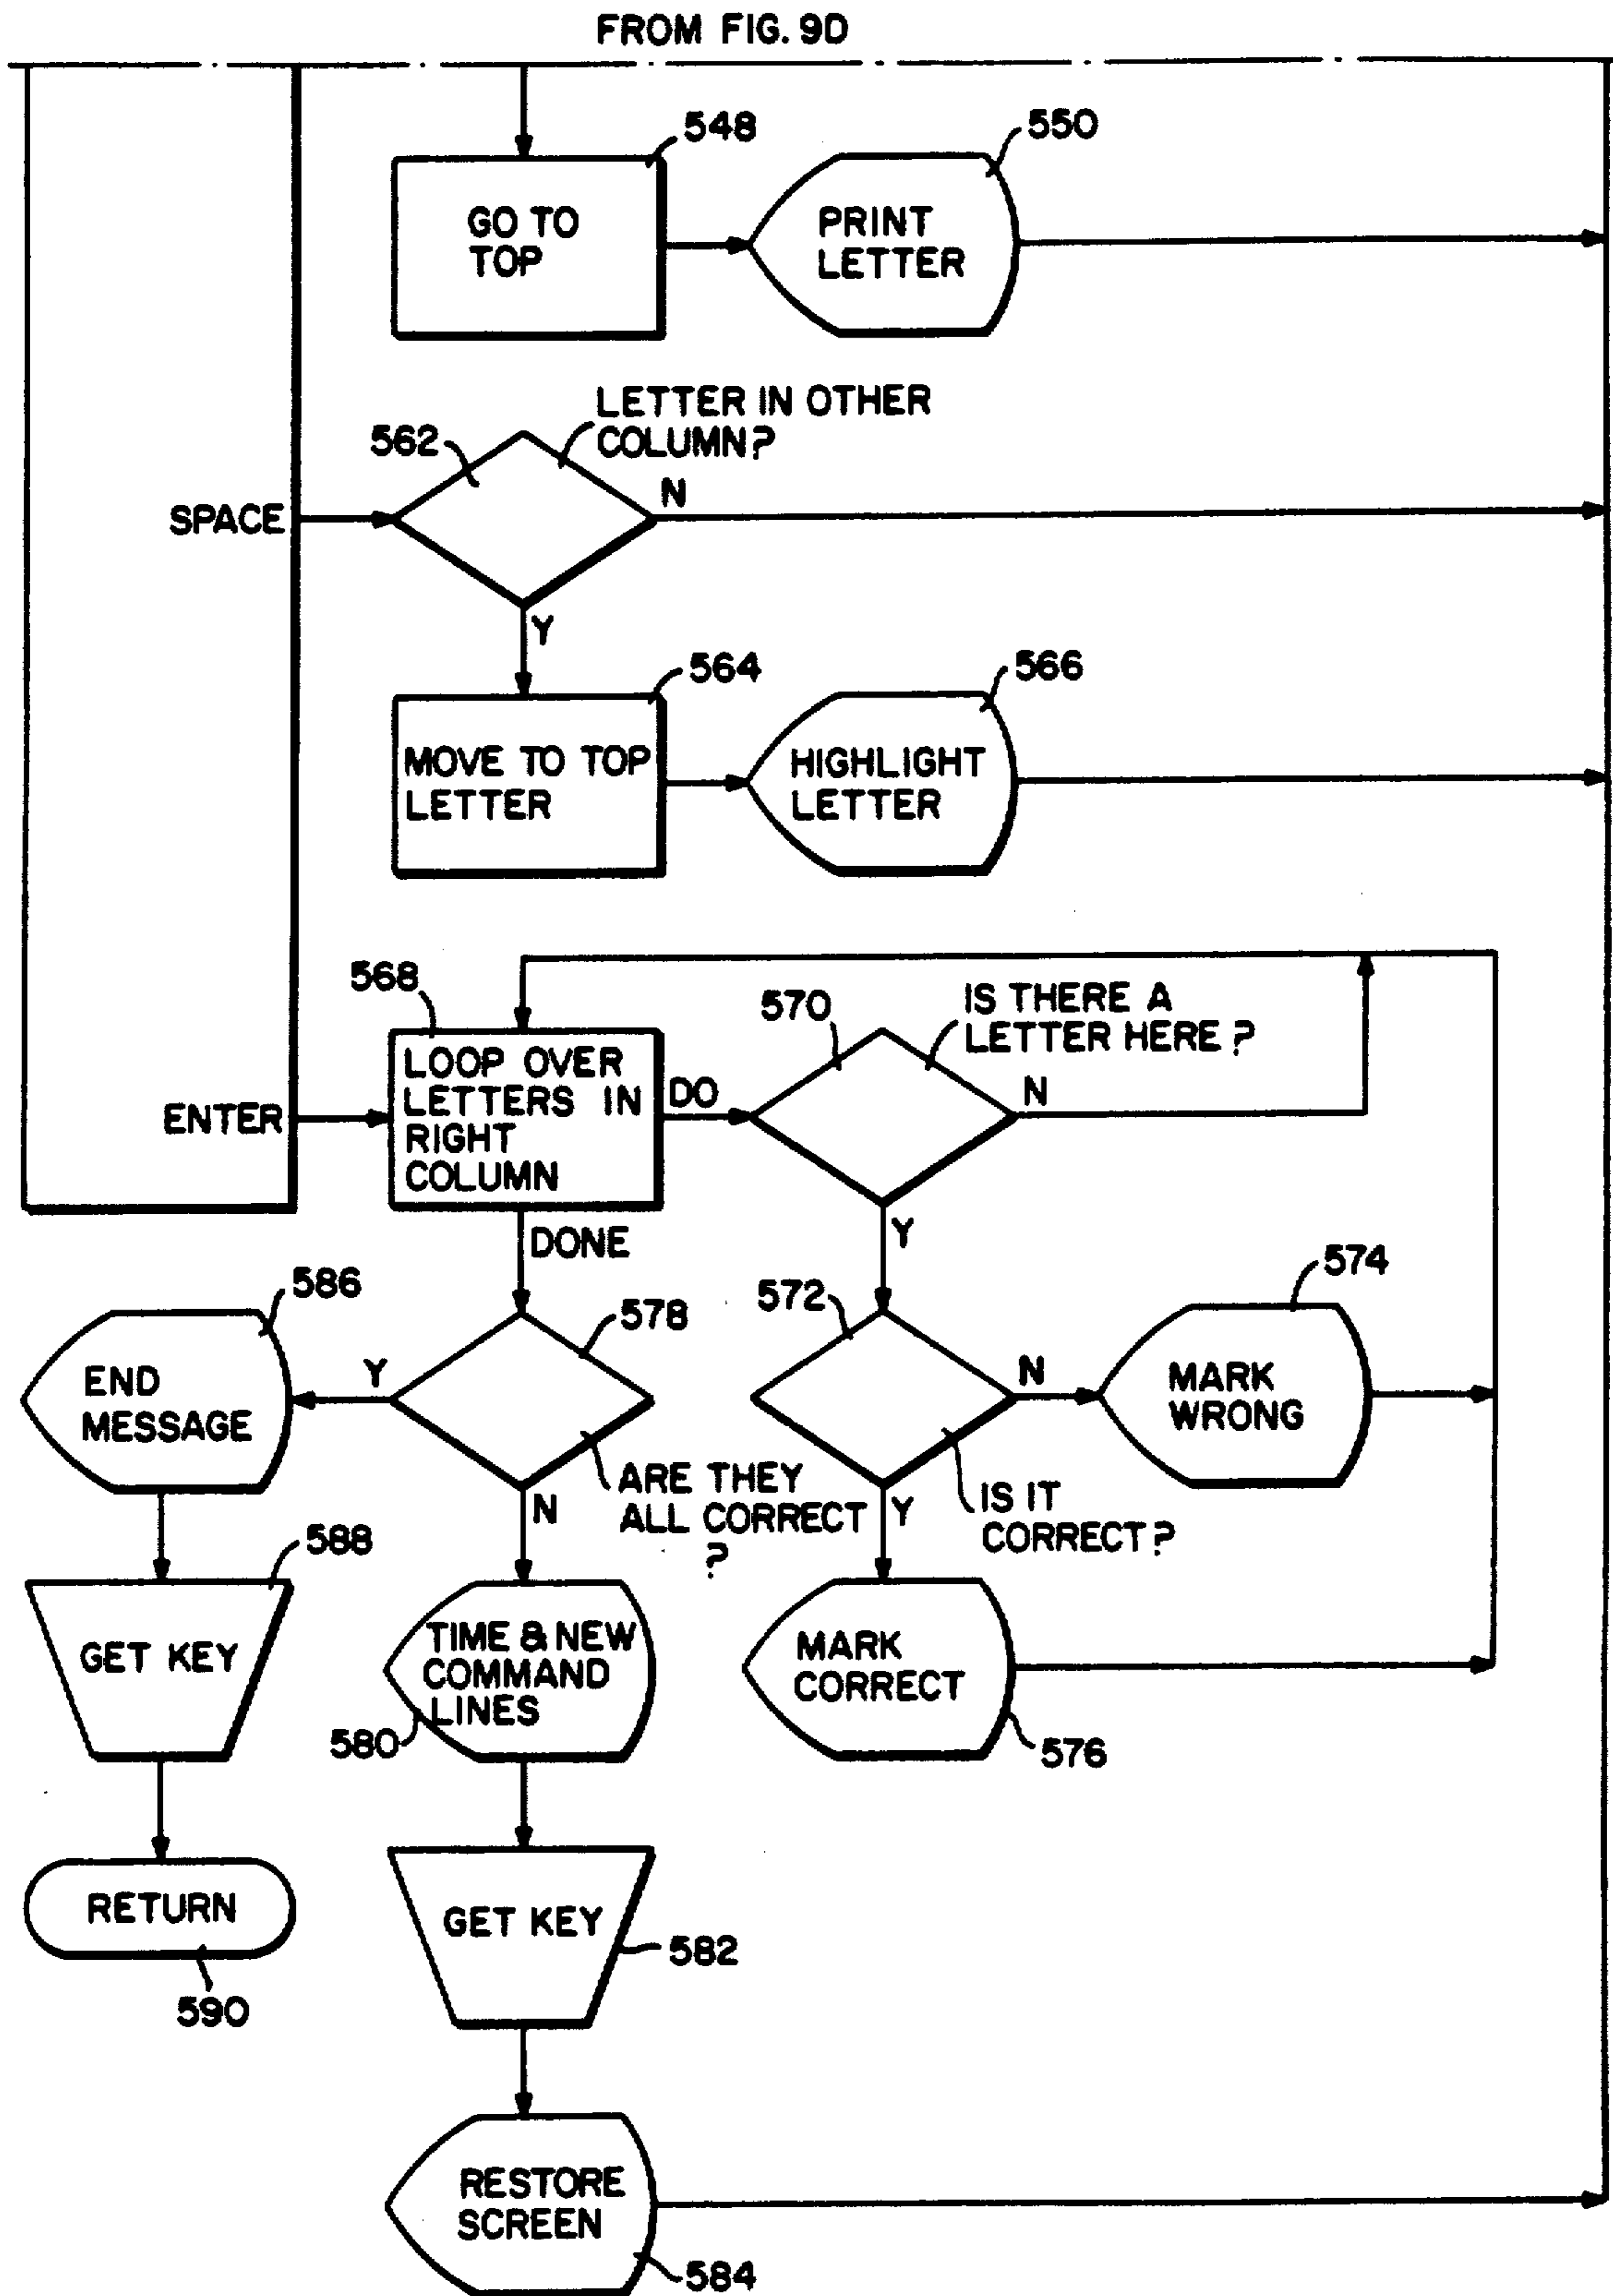 FROM FIG. 9D
548
550
GO TO
TOP
PRINT
LETTER
LETTER IN OTHER
COLUMN?
562
N
SPACE
Y
564
566
MOVE TO TOP
LETTER
HIGHLIGHT
LETTER
568
570
IS THERE A
LETTER HERE ?
LOOP OVER
LETTERS IN
RIGHT
COLUMN
DO
N
ENTER
DONE
Y
586
578
572
574
END
MESSAGE
Y
N
MARK
WRONG
ARE THEY
ALL CORRECT
?
N
Y
IS IT
CORRECT?
588
GET KEY
TIME & NEW
COMMAND
LINES
580
MARK
CORRECT
576
RETURN
590
GET KEY
582
RESTORE
SCREEN
584